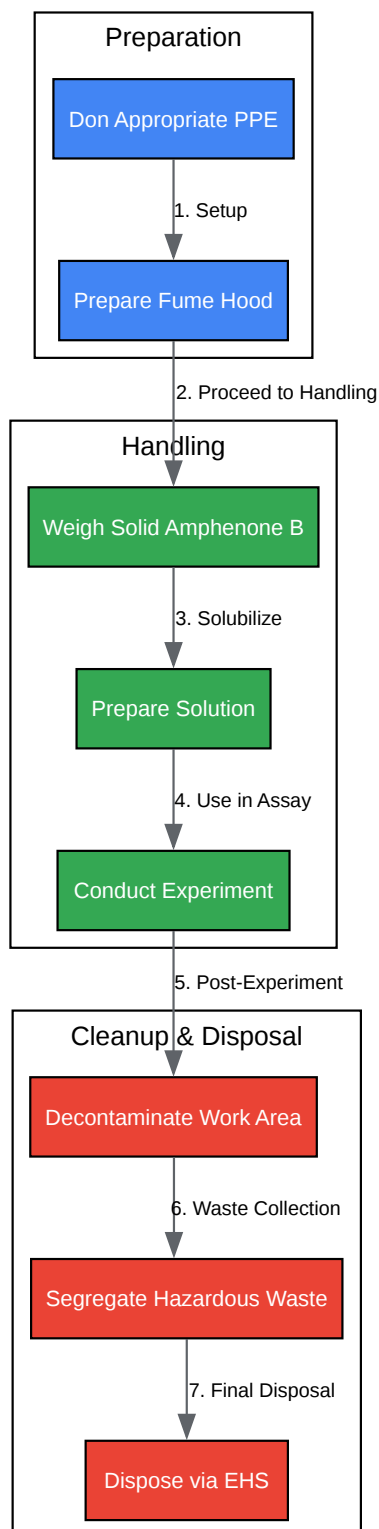 Preparation
Don Appropriate PPE
1. Setup
Prepare Fume Hood
2. Proceed to Handling
Handling
Weigh Solid Amphenone B
3. Solubilize
Prepare Solution
4. Use in Assay
Conduct Experiment
5. Post-Experiment
Cleanup & Disposal
Decontaminate Work Area
6. Waste Collection
Segregate Hazardous Waste
7. Final Disposal
Dispose via EHS